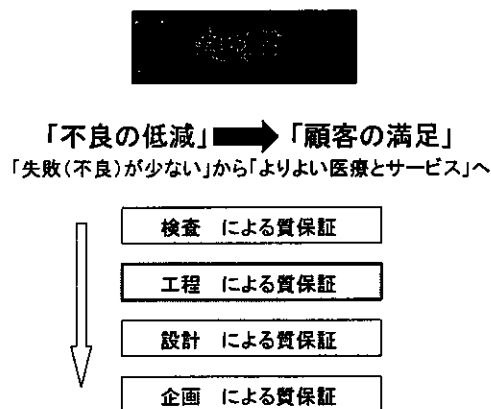 「不良の低減」➡「顧客の満足」
「失敗(不良)が少ない」から「よりよい医療とサービス」へ
検査 による質保証
工程 による質保証
設計 による質保証
企画 による質保証